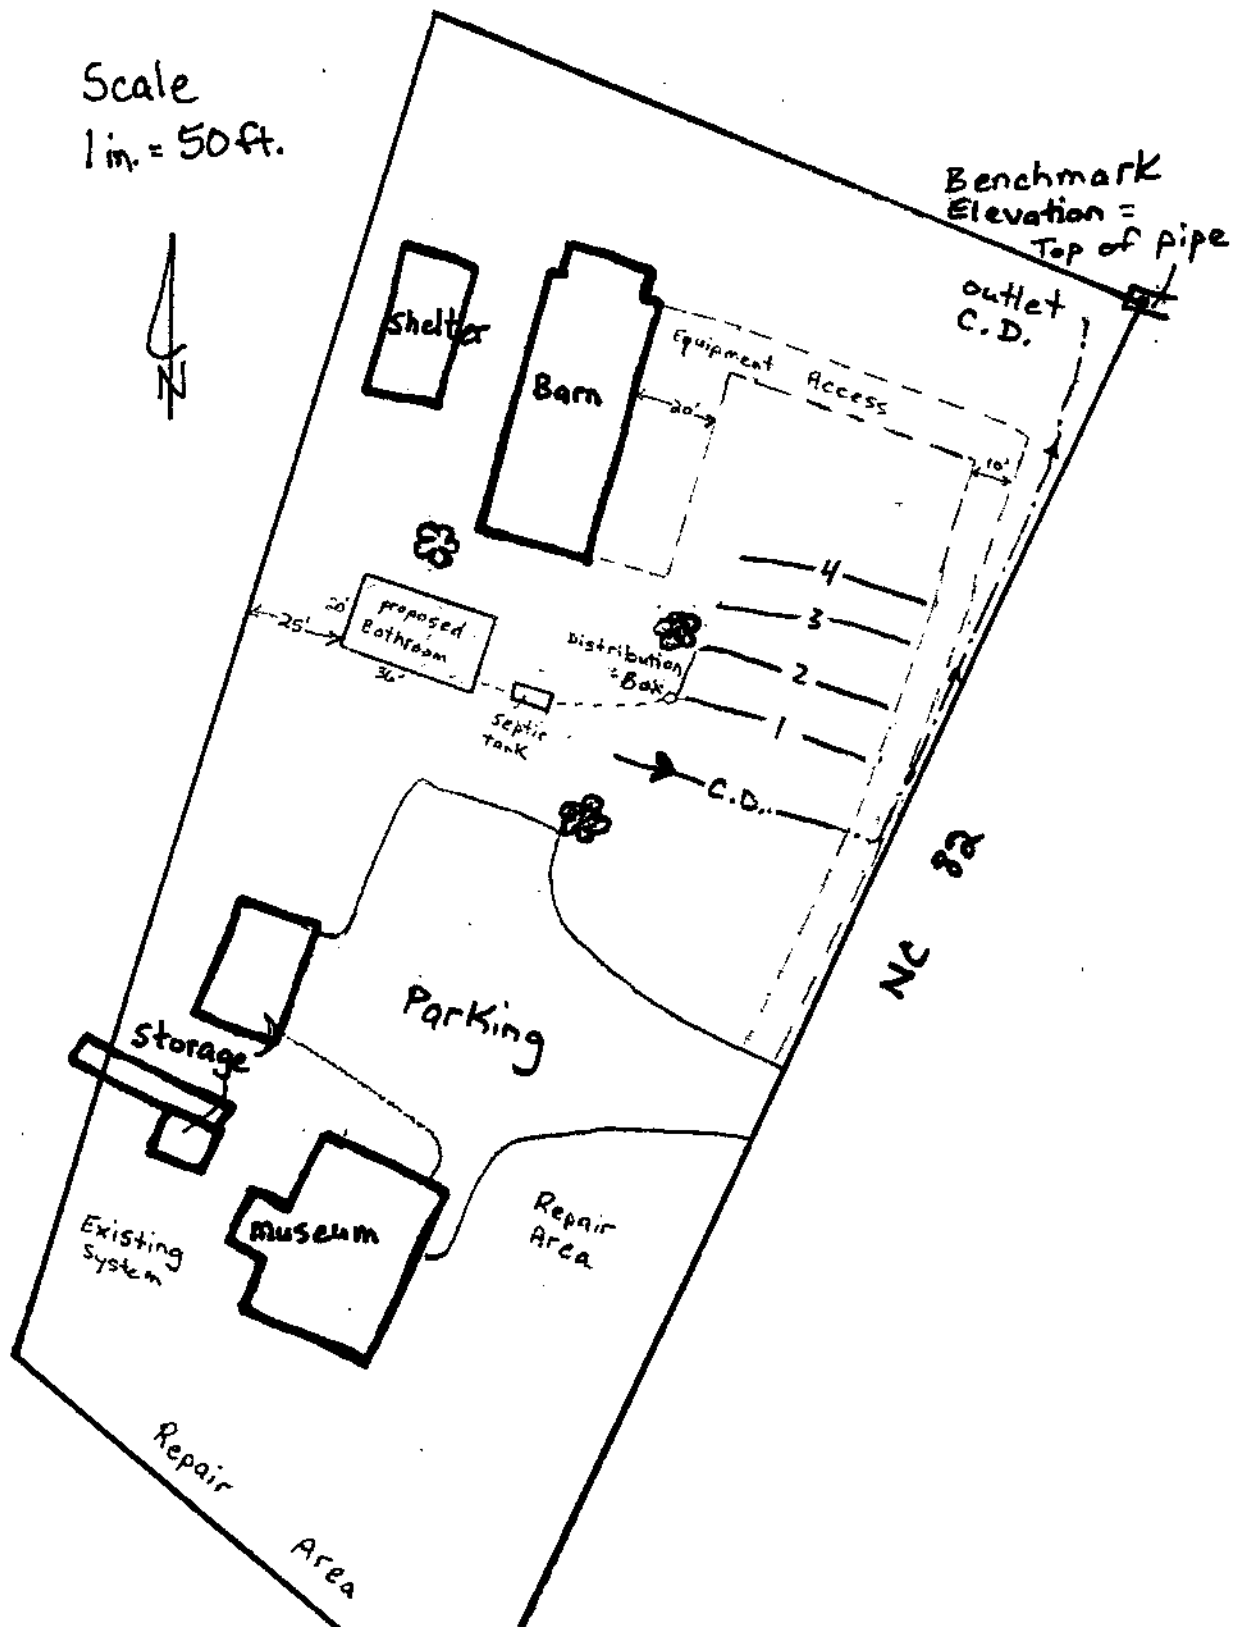 Scale
1 in. = 50 ft.
N
Benchmark
Elevation =
Top of pipe
outlet
C.D.
Shelter
Barn
Equipment Access
20'
10'
4
3
2
1
20'
proposed
Bathroom
36'
25'
Distribution
Box
Septic
tank
C.D.
NC 82
Parking
Storage
museum
Existing
system
Repair
Area
Repair
Area